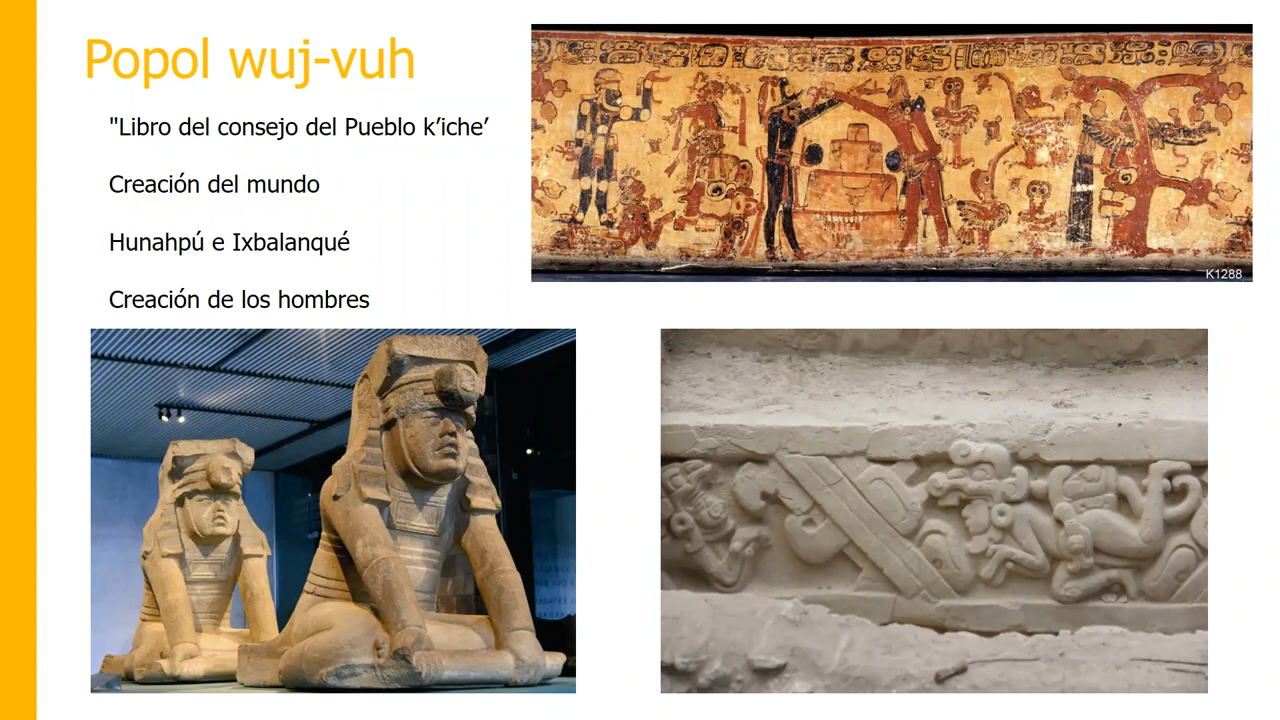 Popol wuj-vuh
"Libro del consejo del Pueblo k’iche’
Creación del mundo
Hunahpú e Ixbalanqué
Creación de los hombres
K1288